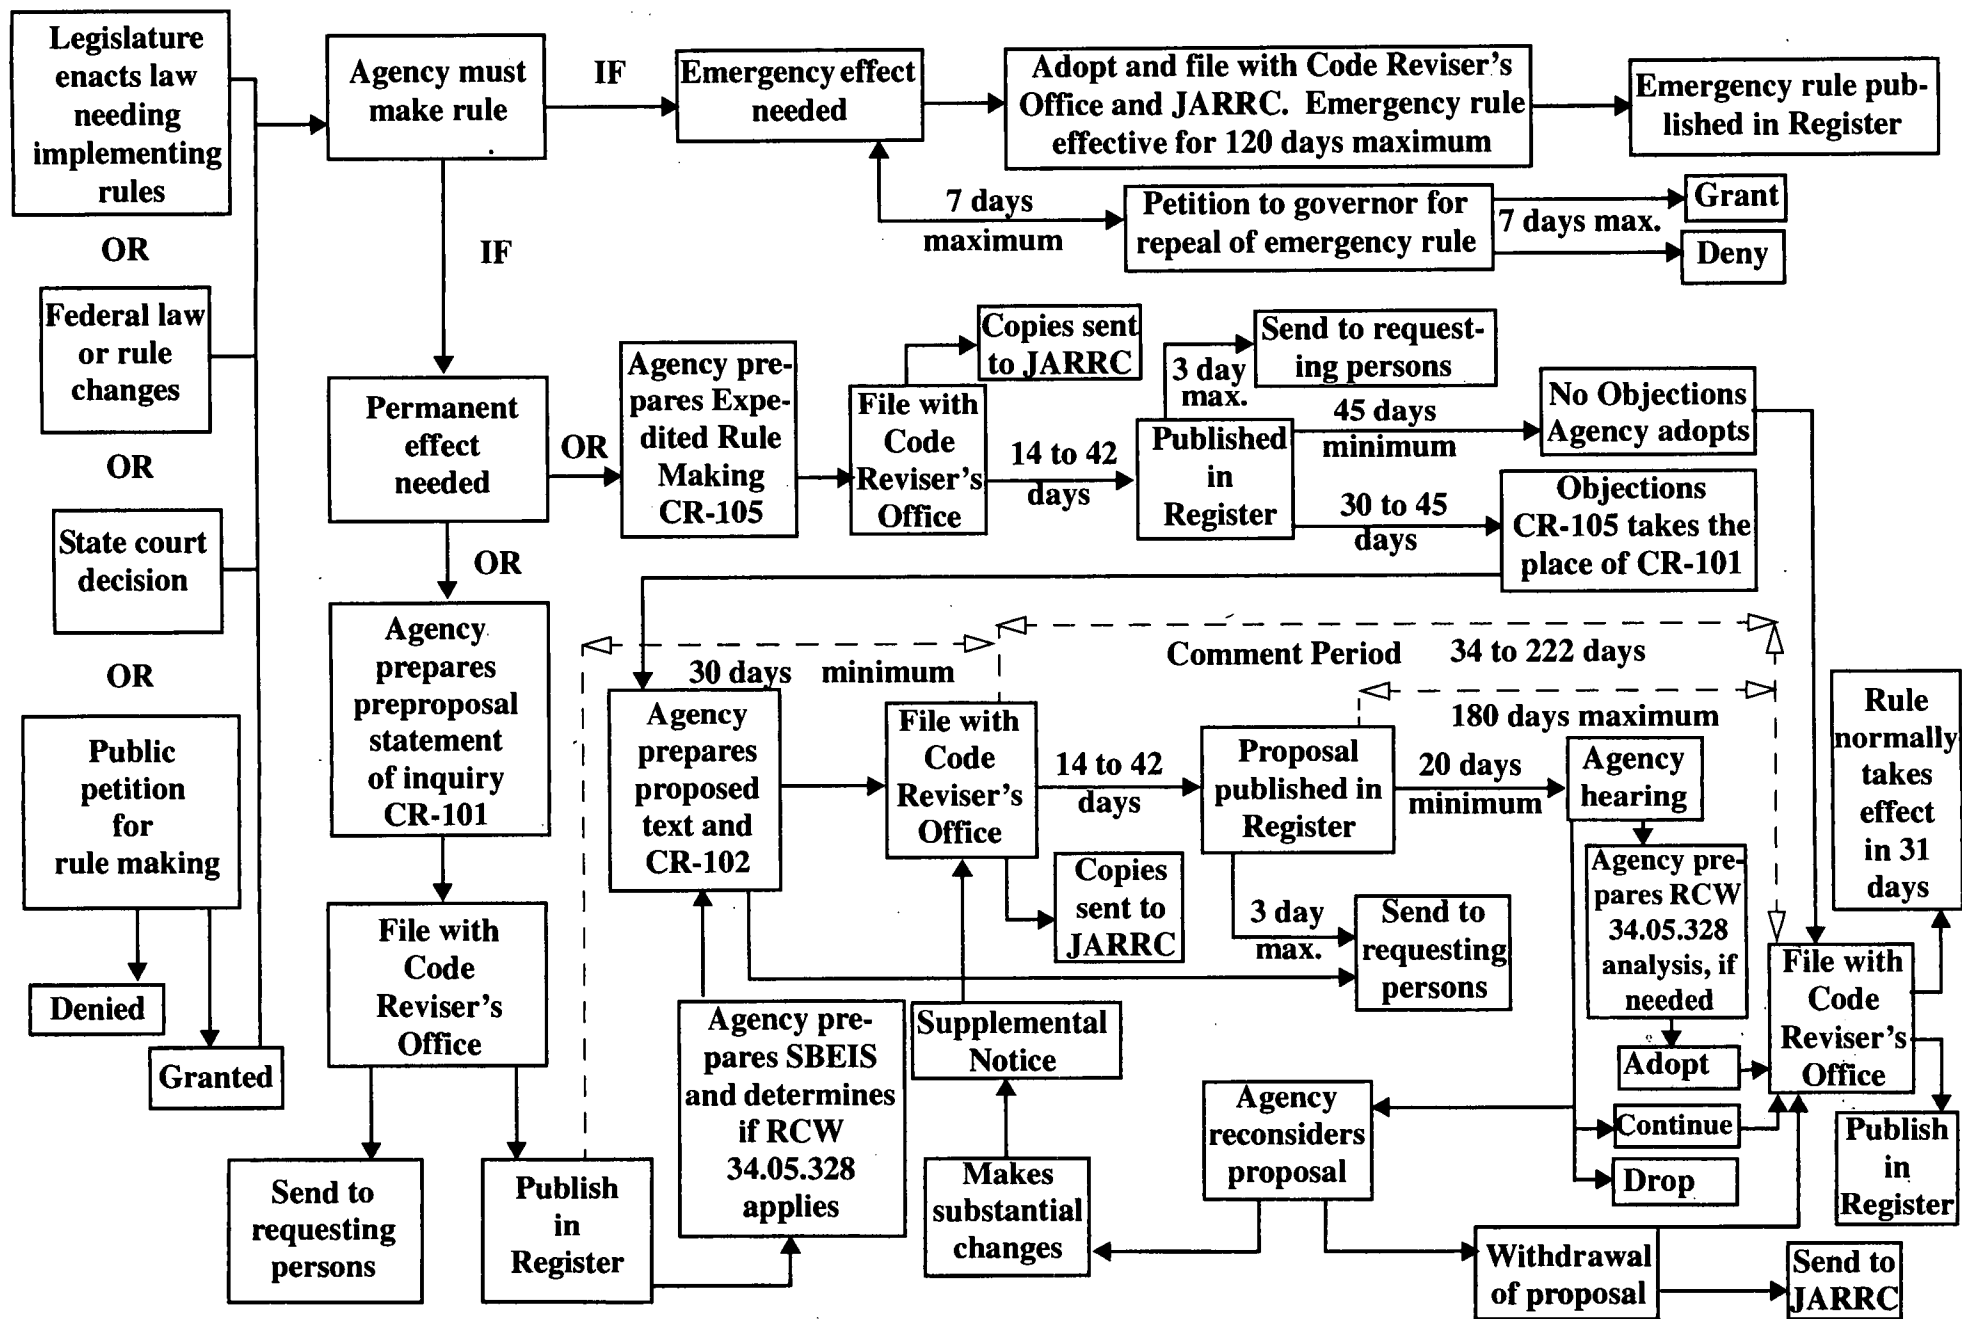 Legislature
enacts law
needing
implementing
rules
OR
Federal law
or rule
changes
OR
State court
decision
OR
Public
petition
for
rule making
Denied
Granted
Agency must
make rule
IF
Emergency effect
needed
Adopt and file with Code Reviser's
Office and JARRC. Emergency rule
effective for 120 days maximum
Emergency rule pub-
lished in Register
7 days
maximum
Petition to governor for
repeal of emergency rule
7 days max.
Grant
Deny
IF
Permanent
effect
needed
OR
Agency pre-
pares Expe-
dited Rule
Making
CR-105
File with
Code
Reviser's
Office
Copies sent
to JARRC
14 to 42
days
Published
in
Register
3 day
max.
Send to request-
ing persons
45 days
minimum
No Objections
Agency adopts
30 to 45
days
Objections
CR-105 takes the
place of CR-101
OR
Agency
prepares
preproposal
statement
of inquiry
CR-101
File with
Code
Reviser's
Office
Send to
requesting
persons
Publish
in
Register
30 days minimum
Agency
prepares
proposed
text and
CR-102
Agency pre-
pares SBEIS
and determines
if RCW
34.05.328
applies
File with
Code
Reviser's
Office
Copies
sent to
JARRC
Supplemental
Notice
Makes
substantial
changes
Comment Period 34 to 222 days
180 days maximum
14 to 42
days
Proposal
published in
Register
3 day
max.
Send to
requesting
persons
20 days
minimum
Agency
hearing
Agency pre-
pares RCW
34.05.328
analysis, if
needed
Adopt
Continue
Drop
Agency
reconsiders
proposal
Withdrawal
of proposal
Send to
JARRC
File with
Code
Reviser's
Office
Rule
normally
takes
effect
in 31
days
Publish
in
Register